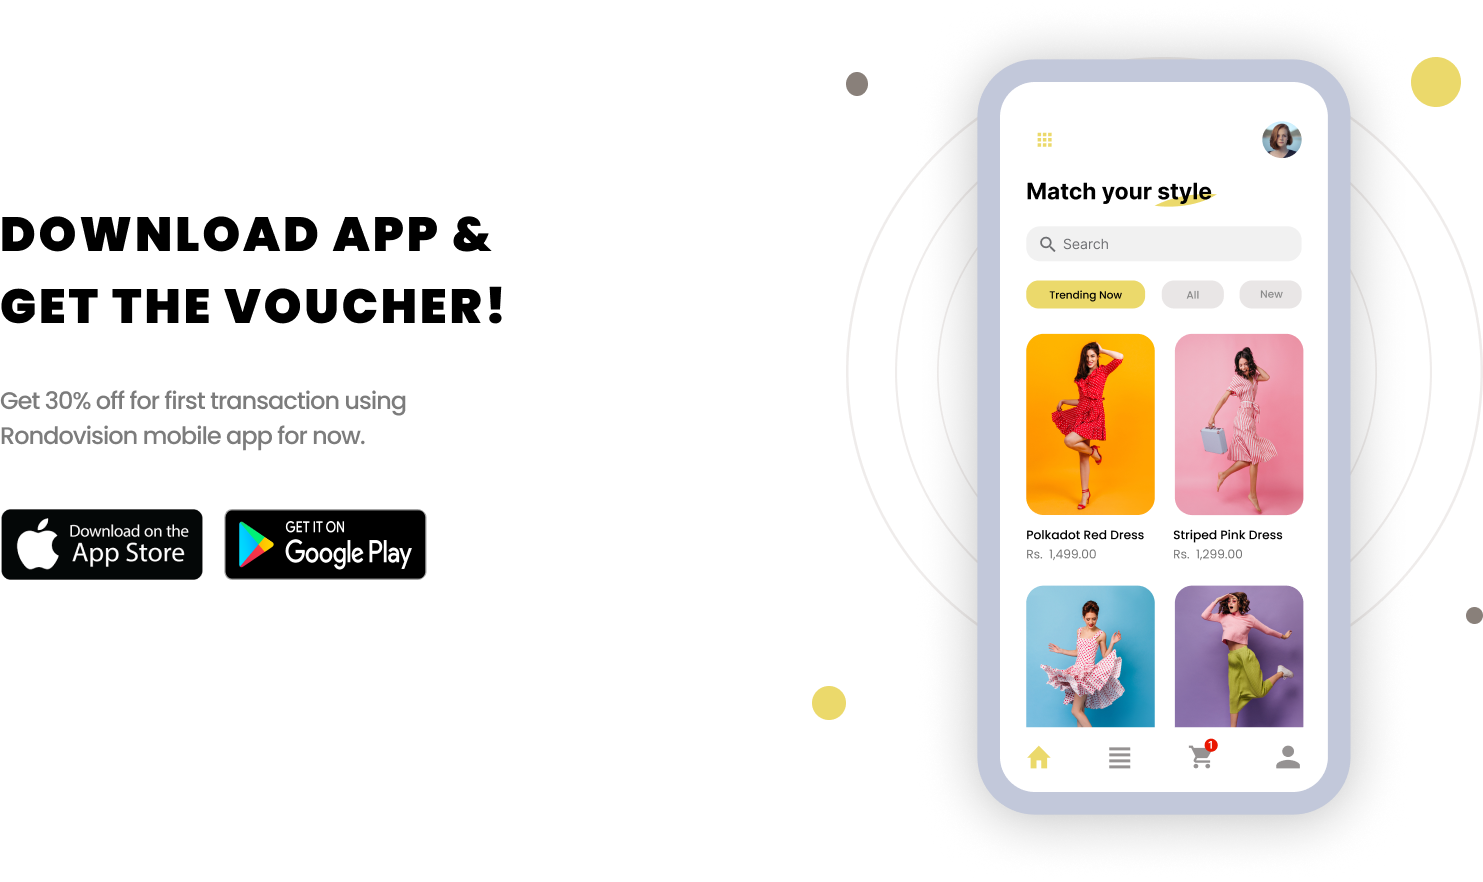 DOWNLOAD APP &
GET THE VOUCHER!
Get 30% off for first transaction using
Rondovision mobile app for now.
Download on the
App Store
GET IT ON
Google Play
Match your style
Search
Trending Now
All
New
Polkadot Red Dress
Rs. 1,499.00
Striped Pink Dress
Rs. 1,299.00
1